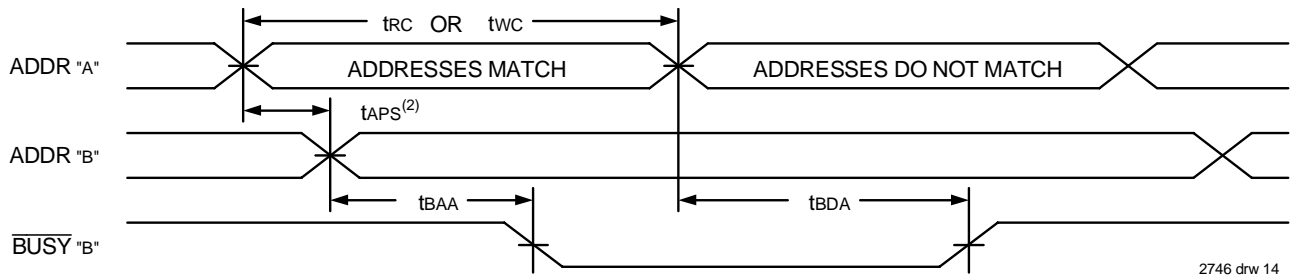 tRC OR tWC
ADDR "A"
ADDRESSES MATCH
ADDRESSES DO NOT MATCH
tAPS(2)
ADDR "B"
tBAA
tBDA
BUSY "B"
2746 drw 14